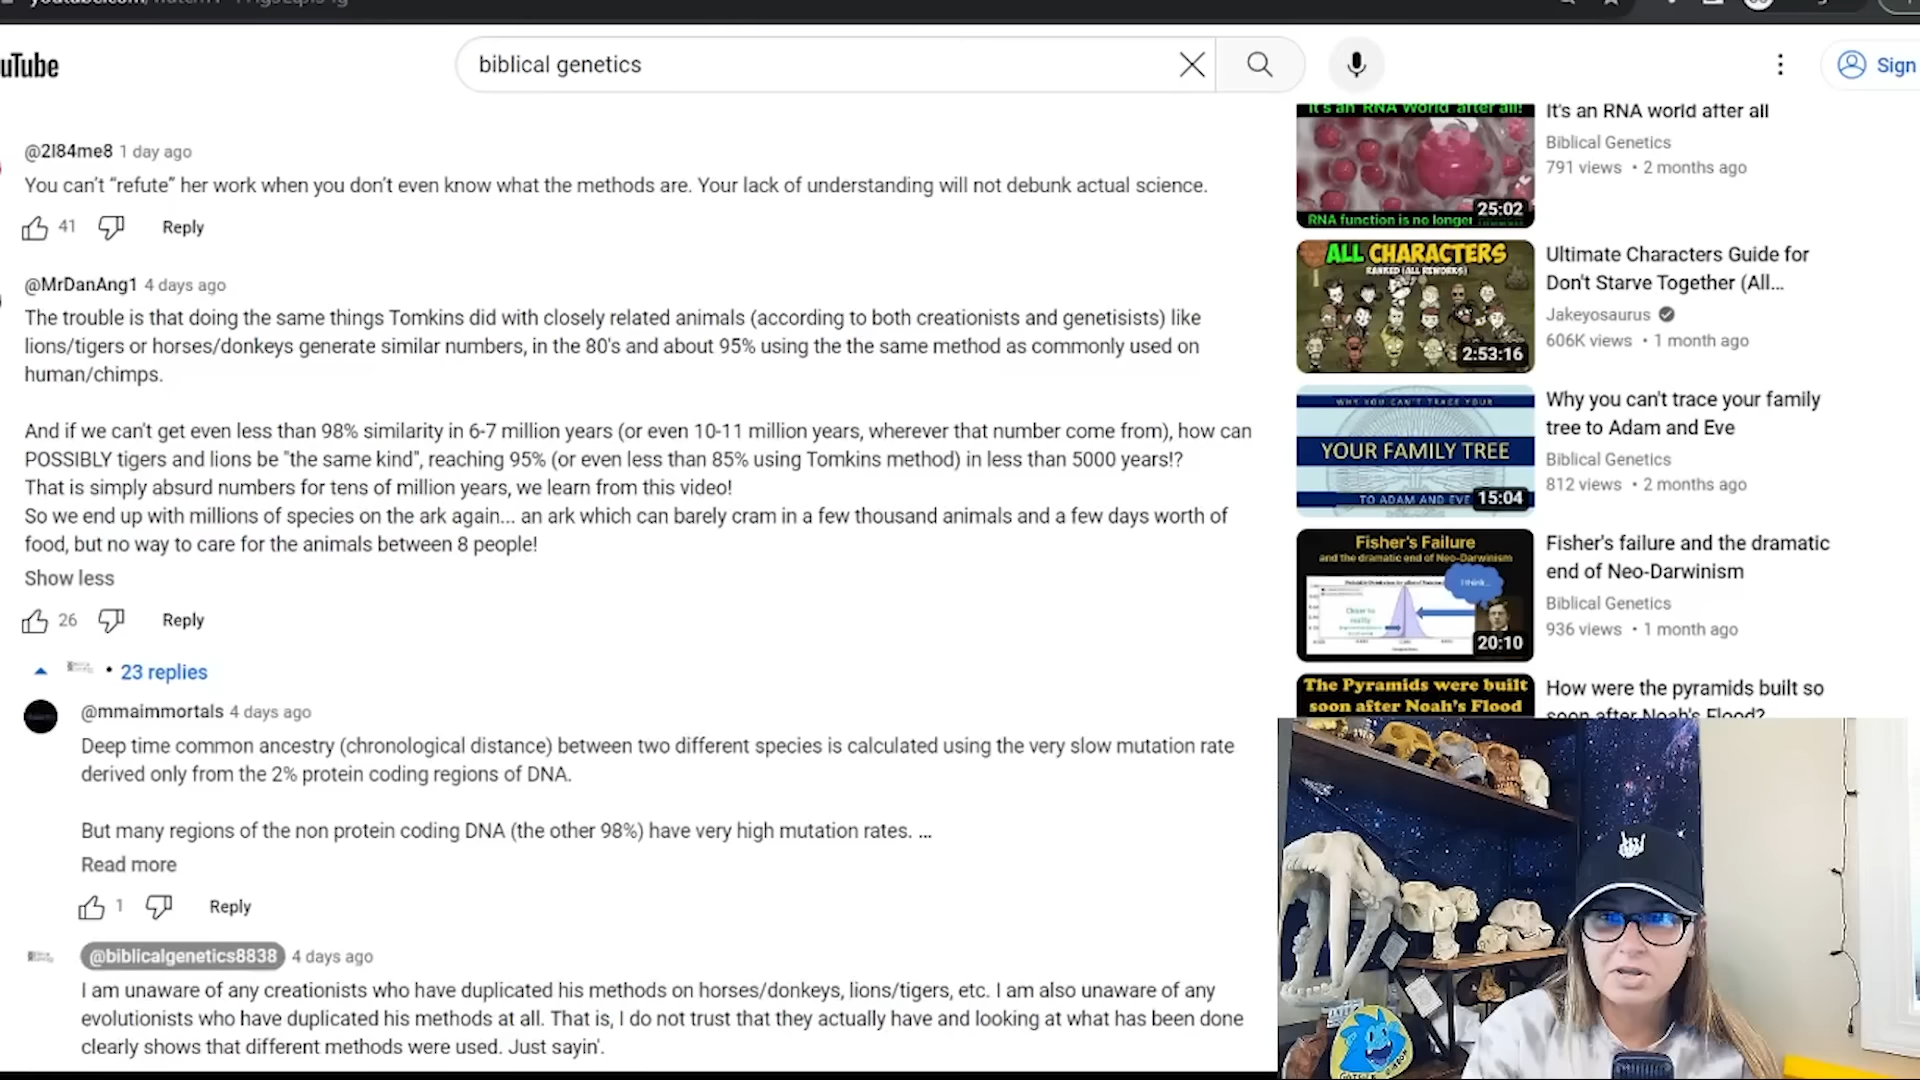 uTube
biblical genetics
Sign
@2l84me8 1 day ago
You can't “refute” her work when you don't even know what the methods are. Your lack of understanding will not debunk actual science.
41
Reply
@MrDanAng1 4 days ago
The trouble is that doing the same things Tomkins did with closely related animals (according to both creationists and genetisists) like
lions/tigers or horses/donkeys generate similar numbers, in the 80's and about 95% using the the same method as commonly used on
human/chimps.
And if we can't get even less than 98% similarity in 6-7 million years (or even 10-11 million years, wherever that number come from), how can
POSSIBLY tigers and lions be "the same kind", reaching 95% (or even less than 85% using Tomkins method) in less than 5000 years!?
That is simply absurd numbers for tens of million years, we learn from this video!
So we end up with millions of species on the ark again... an ark which can barely cram in a few thousand animals and a few days worth of
food, but no way to care for the animals between 8 people!
Show less
26
Reply
• 23 replies
@mmaimmortals 4 days ago
Deep time common ancestry (chronological distance) between two different species is calculated using the very slow mutation rate
derived only from the 2% protein coding regions of DNA.
But many regions of the non protein coding DNA (the other 98%) have very high mutation rates. ...
Read more
1
Reply
@biblicalgenetics8838 4 days ago
I am unaware of any creationists who have duplicated his methods on horses/donkeys, lions/tigers, etc. I am also unaware of any
evolutionists who have duplicated his methods at all. That is, I do not trust that they actually have and looking at what has been done
clearly shows that different methods were used. Just sayin'.
It's an RNA World after all!
RNA function is no longer
25:02
It's an RNA world after all
Biblical Genetics
791 views • 2 months ago
ALL CHARACTERS
RANKED (ALL REWORKS)
2:53:16
Ultimate Characters Guide for
Don't Starve Together (All...
Jakeyosaurus
606K views • 1 month ago
WHY YOU CAN'T TRACE YOUR
YOUR FAMILY TREE
TO ADAM AND EVE
15:04
Why you can't trace your family
tree to Adam and Eve
Biblical Genetics
812 views • 2 months ago
Fisher's Failure
and the dramatic end of Neo-Darwinism
I think...
Closer to
reality
20:10
Fisher's failure and the dramatic
end of Neo-Darwinism
Biblical Genetics
936 views • 1 month ago
The Pyramids were built
soon after Noah's Flood
How were the pyramids built so
soon after Noah's Flood?